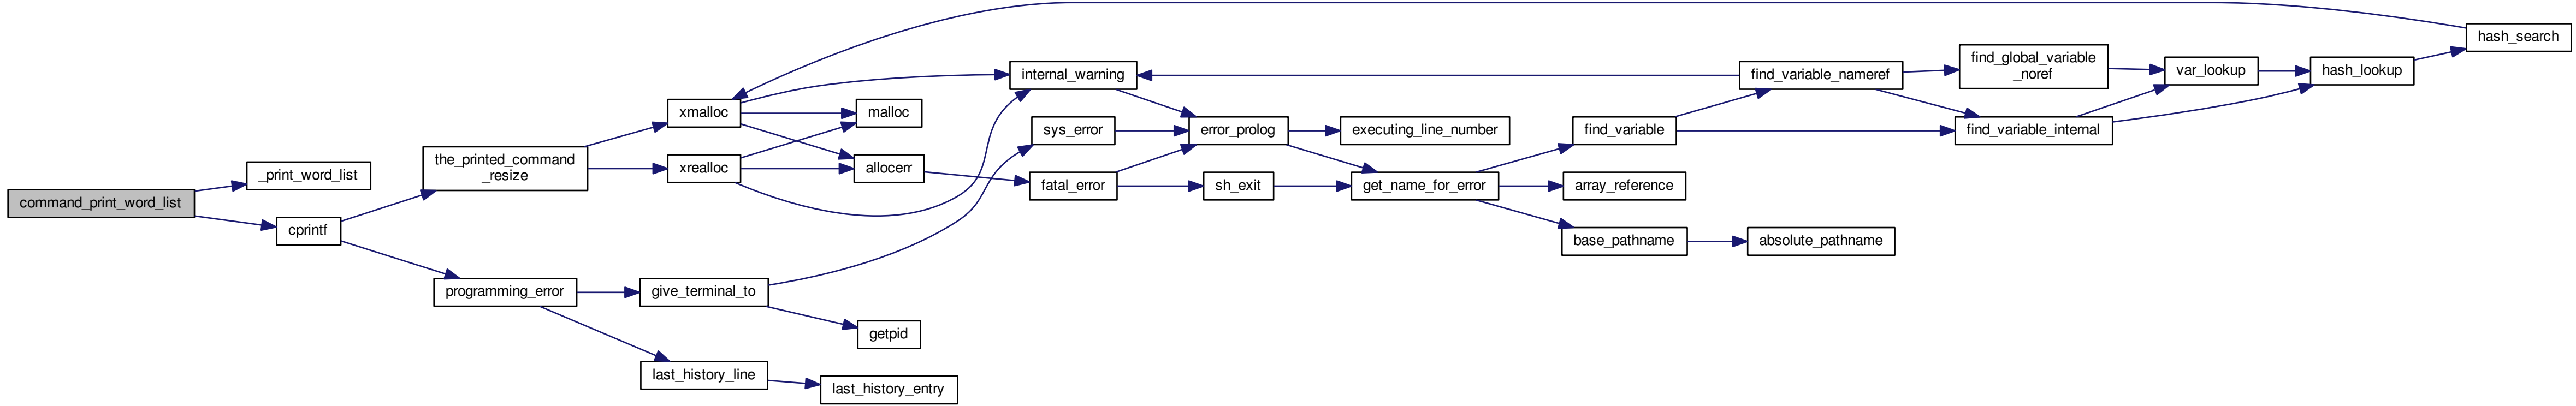 command_print_word_list
_print_word_list
cprintf
the_printed_command
_resize
programming_error
xmalloc
xrealloc
give_terminal_to
last_history_line
malloc
allocerr
getpid
last_history_entry
internal_warning
sys_error
fatal_error
error_prolog
sh_exit
executing_line_number
get_name_for_error
find_variable
array_reference
base_pathname
find_variable_nameref
absolute_pathname
find_global_variable
_noref
find_variable_internal
var_lookup
hash_lookup
hash_search